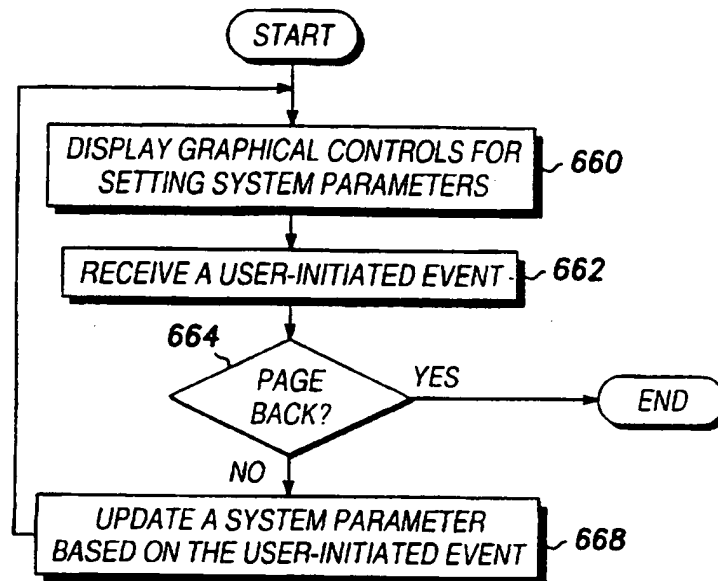 START
DISPLAY GRAPHICAL CONTROLS FOR
SETTING SYSTEM PARAMETERS
660
RECEIVE A USER-INITIATED EVENT
662
664
PAGE
BACK?
YES
END
NO
UPDATE A SYSTEM PARAMETER
BASED ON THE USER-INITIATED EVENT
668